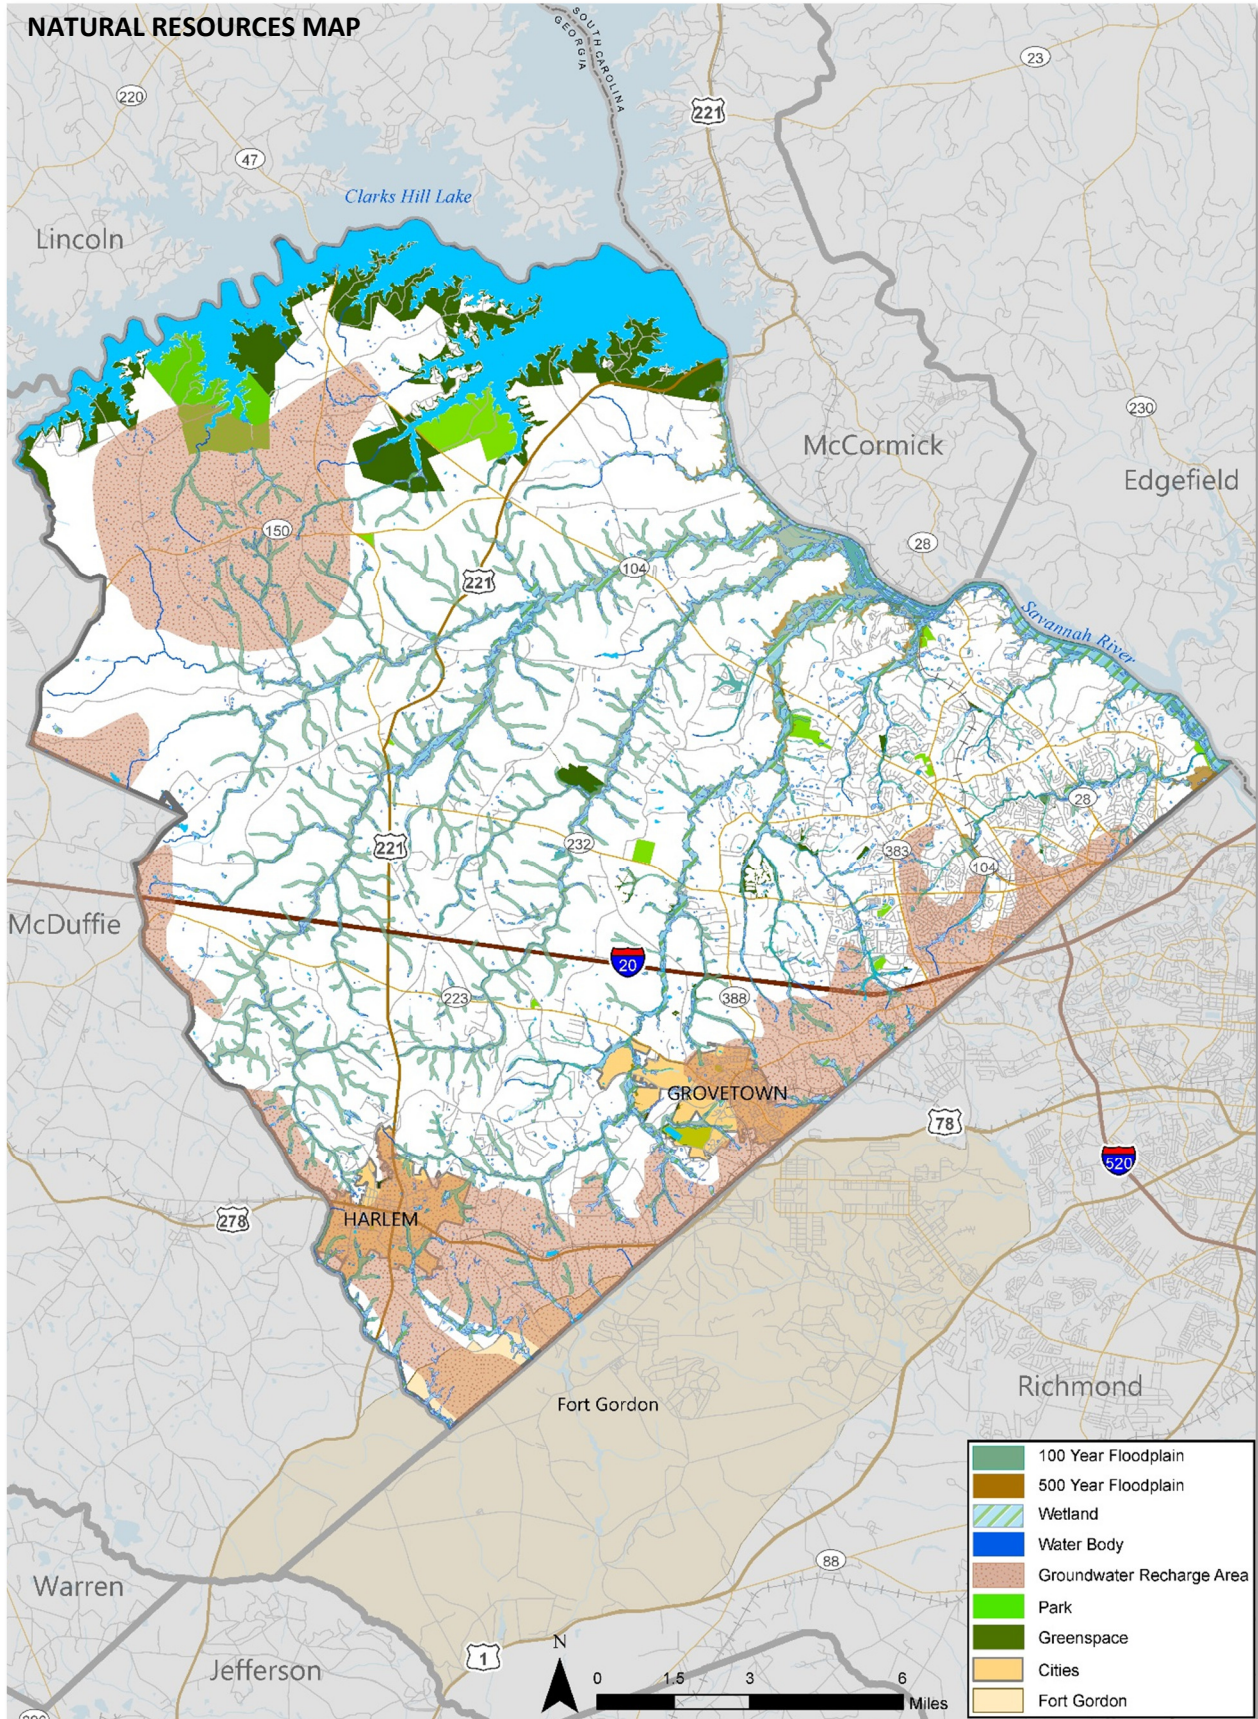 NATURAL RESOURCES MAP
SOUTH CAROLINA
GEORGIA
23
220
221
47
Clarks Hill Lake
Lincoln
230
McCormick
Edgefield
150
28
221
104
Savannah River
28
221
232
383
104
McDuffie
20
223
388
GROVETOWN
78
520
278
HARLEM
Richmond
Fort Gordon
88
Warren
Jefferson
1
N
0 1.5 3 6
Miles
100 Year Floodplain
500 Year Floodplain
Wetland
Water Body
Groundwater Recharge Area
Park
Greenspace
Cities
Fort Gordon